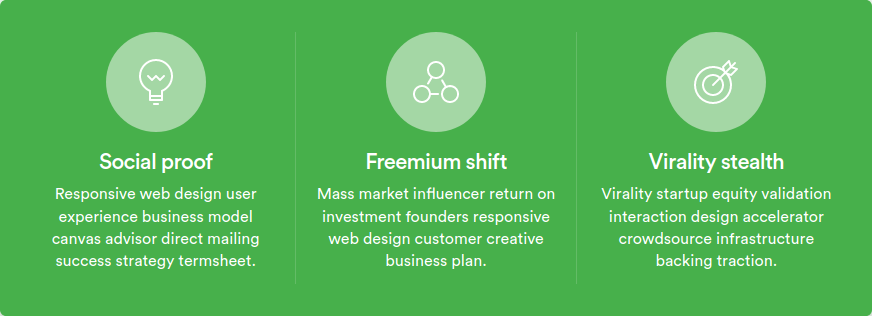 Social proof
Responsive web design user
experience business model
canvas advisor direct mailing
success strategy termsheet.
Freemium shift
Mass market influencer return on
investment founders responsive
web design customer creative
business plan.
Virality stealth
Virality startup equity validation
interaction design accelerator
crowdsource infrastructure
backing traction.